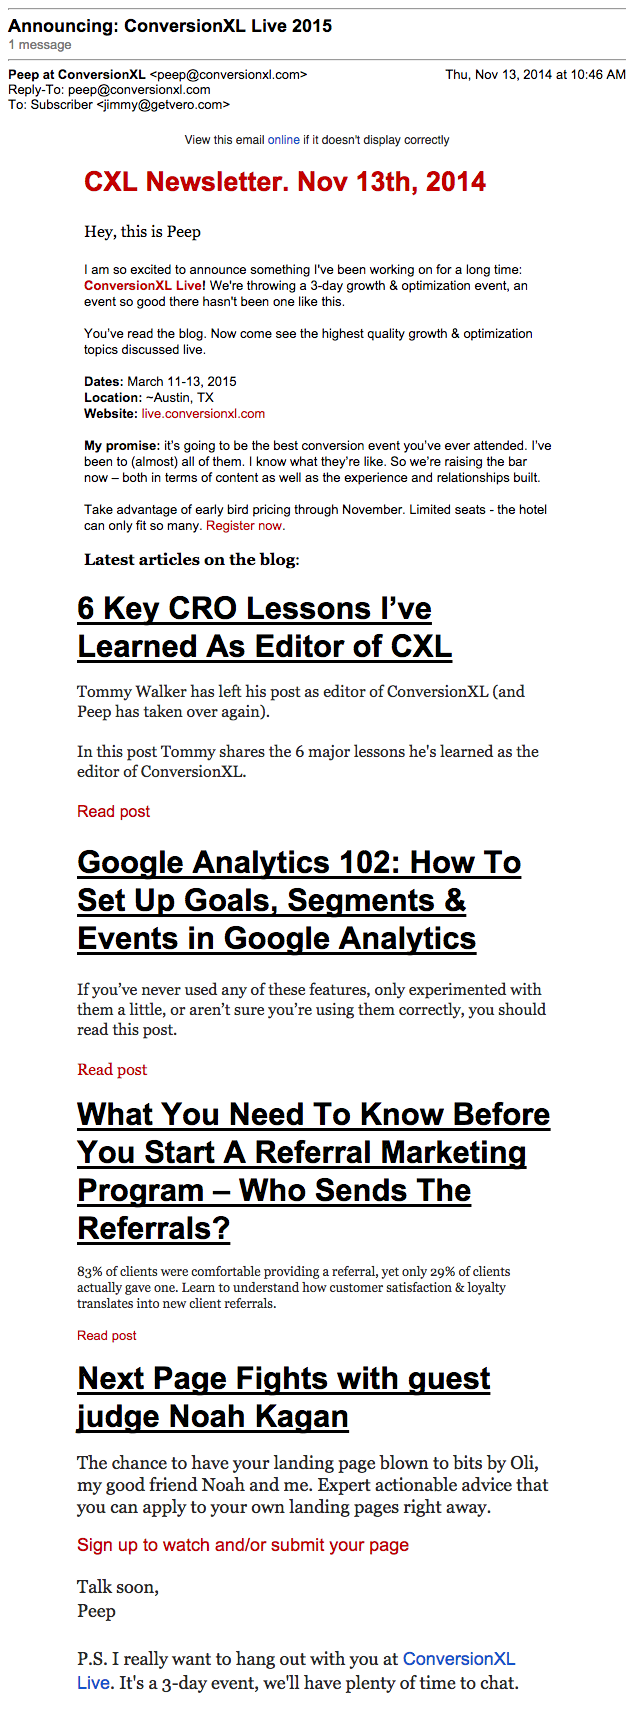 Announcing: ConversionXL Live 2015
1 message
Peep at ConversionXL <peep@conversionxl.com> Thu, Nov 13, 2014 at 10:46 AM
Reply-To: peep@conversionxl.com
To: Subscriber <jimmy@getvero.com>
View this email online if it doesn't display correctly
CXL Newsletter. Nov 13th, 2014
Hey, this is Peep
I am so excited to announce something I've been working on for a long time:
ConversionXL Live! We're throwing a 3-day growth & optimization event, an
event so good there hasn't been one like this.
You've read the blog. Now come see the highest quality growth & optimization
topics discussed live.
Dates: March 11-13, 2015
Location: ~Austin, TX
Website: live.conversionxl.com
My promise: it's going to be the best conversion event you've ever attended. I've
been to (almost) all of them. I know what they're like. So we're raising the bar
now – both in terms of content as well as the experience and relationships built.
Take advantage of early bird pricing through November. Limited seats - the hotel
can only fit so many. Register now.
Latest articles on the blog:
6 Key CRO Lessons I've
Learned As Editor of CXL
Tommy Walker has left his post as editor of ConversionXL (and
Peep has taken over again).
In this post Tommy shares the 6 major lessons he's learned as the
editor of ConversionXL.
Read post
Google Analytics 102: How To
Set Up Goals, Segments &
Events in Google Analytics
If you've never used any of these features, only experimented with
them a little, or aren't sure you're using them correctly, you should
read this post.
Read post
What You Need To Know Before
You Start A Referral Marketing
Program – Who Sends The
Referrals?
83% of clients were comfortable providing a referral, yet only 29% of clients
actually gave one. Learn to understand how customer satisfaction & loyalty
translates into new client referrals.
Read post
Next Page Fights with guest
judge Noah Kagan
The chance to have your landing page blown to bits by Oli,
my good friend Noah and me. Expert actionable advice that
you can apply to your own landing pages right away.
Sign up to watch and/or submit your page
Talk soon,
Peep
P.S. I really want to hang out with you at ConversionXL
Live. It's a 3-day event, we'll have plenty of time to chat.